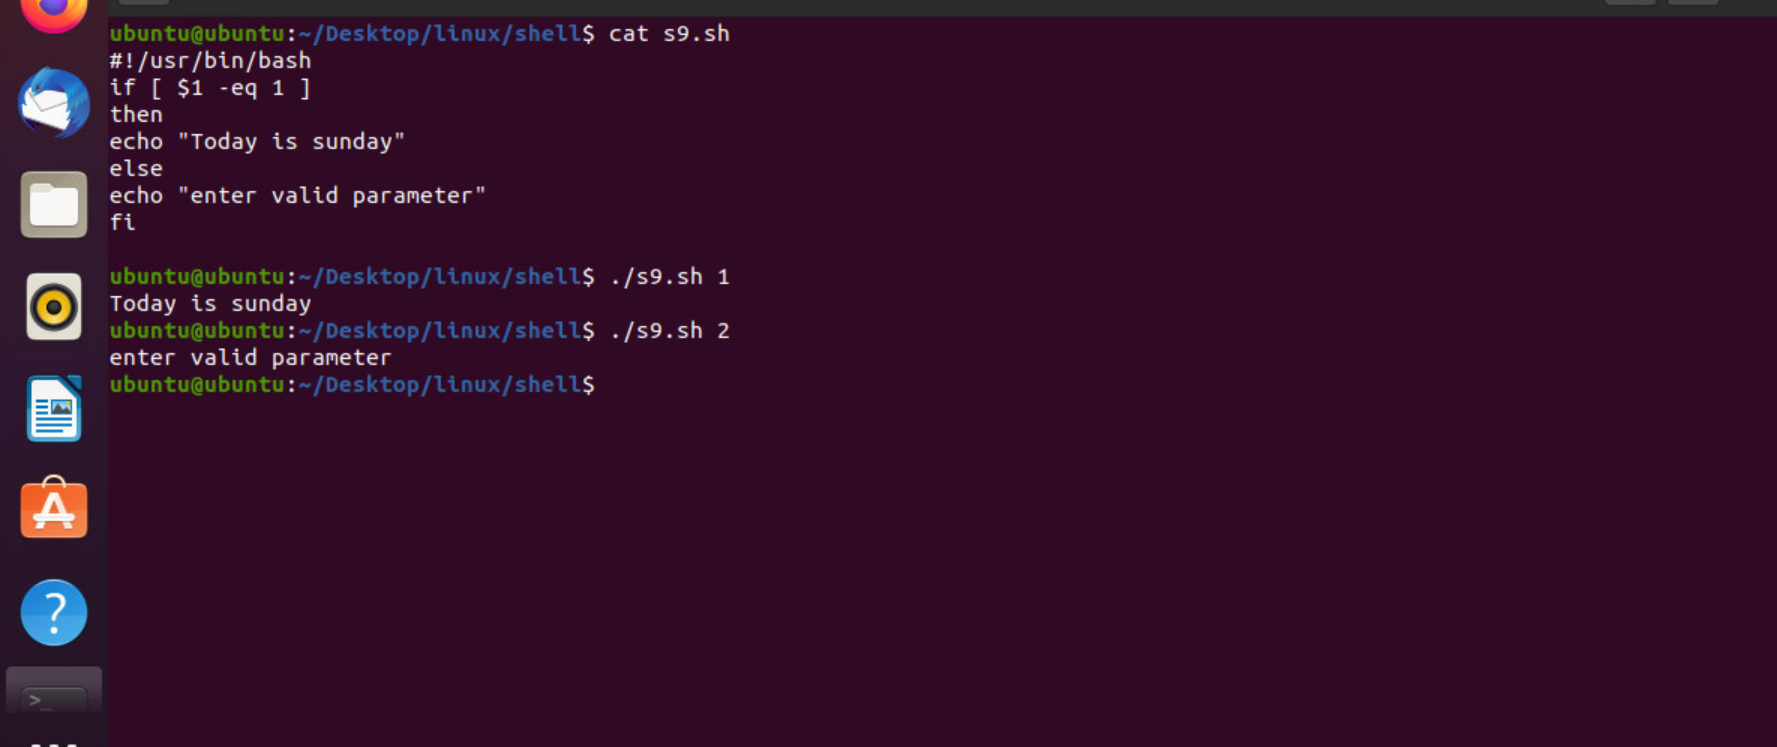 ubuntu@ubuntu:~/Desktop/linux/shell$ cat s9.sh
#!/usr/bin/bash
if [ $1 -eq 1 ]
then
echo "Today is sunday"
else
echo "enter valid parameter"
fi
ubuntu@ubuntu:~/Desktop/linux/shell$ ./s9.sh 1
Today is sunday
ubuntu@ubuntu:~/Desktop/linux/shell$ ./s9.sh 2
enter valid parameter
ubuntu@ubuntu:~/Desktop/linux/shell$